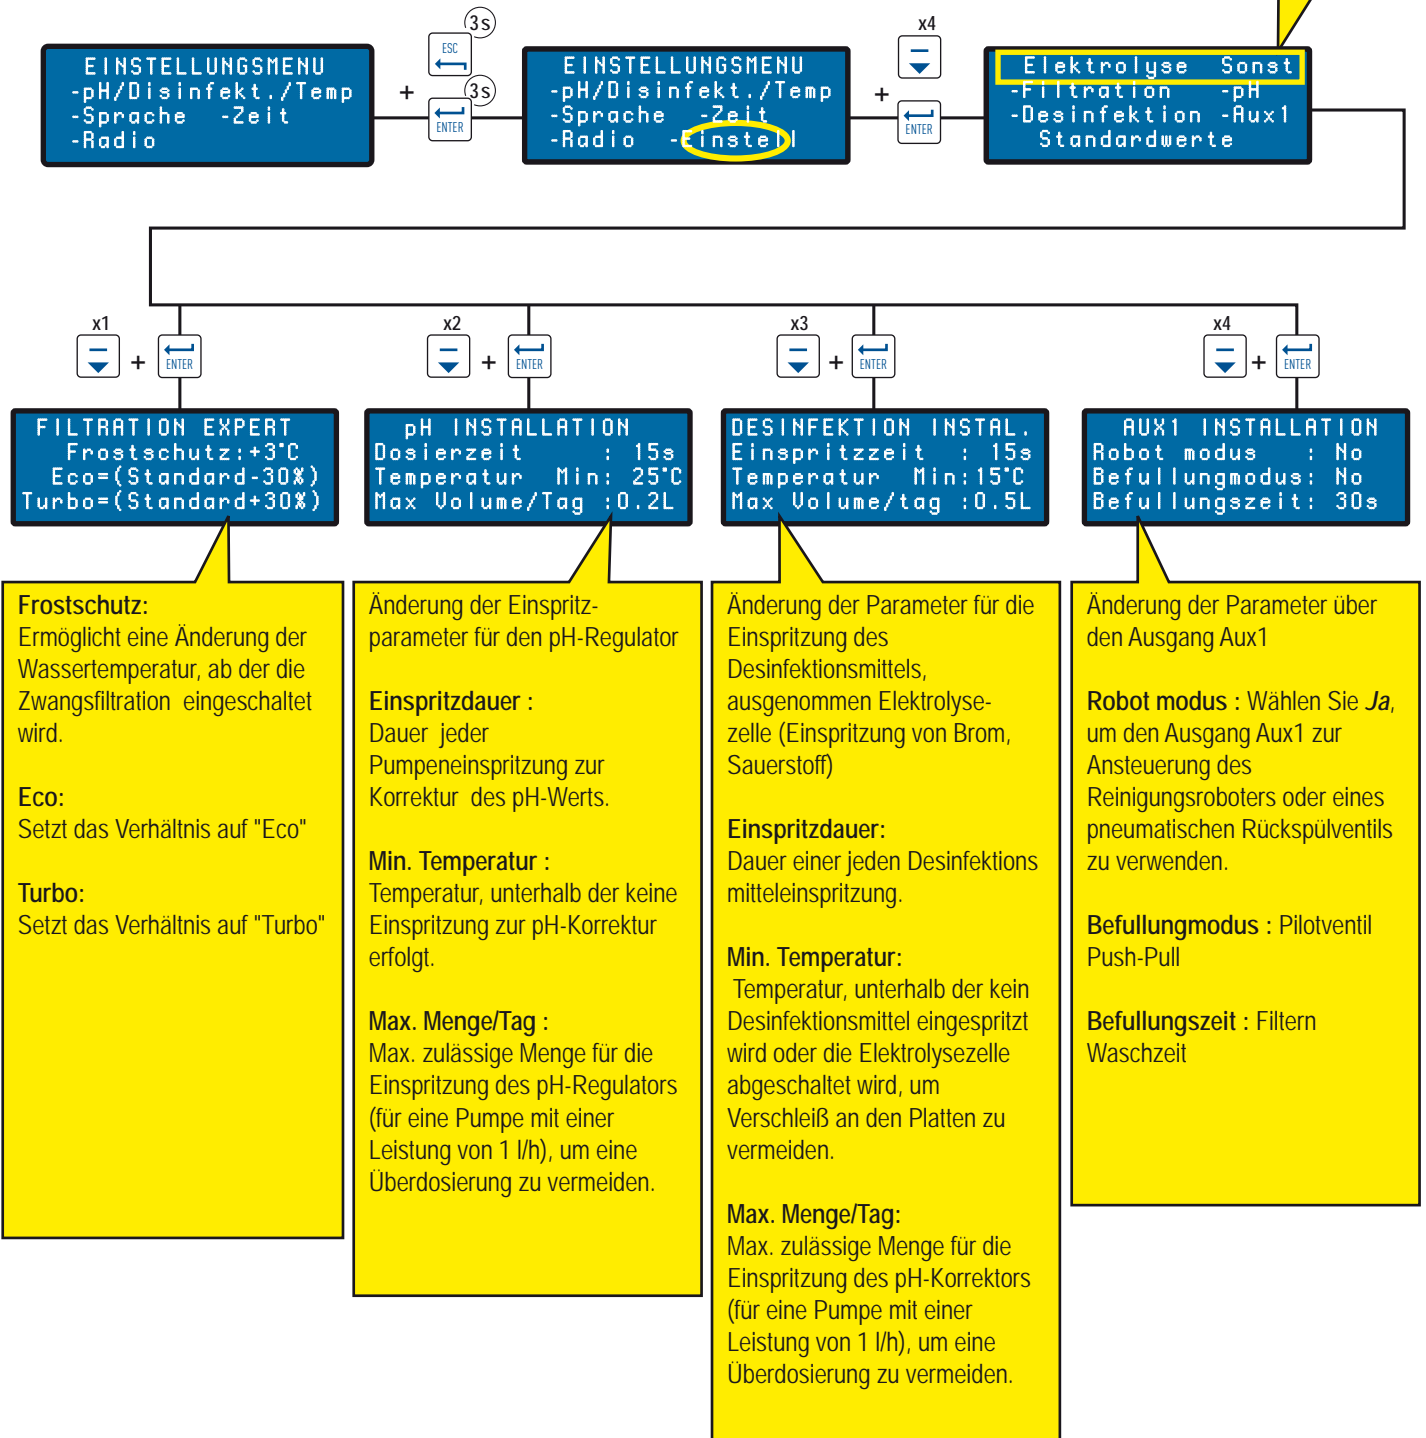 3s
ESC
3s
ENTER
+
x4
+
ENTER
EINSTELLUNGSMENU
-pH/Disinfekt./Temp
-Sprache -Zeit
-Radio
EINSTELLUNGSMENU
-pH/Disinfekt./Temp
-Sprache -Zeit
-Radio -Einstell
Elektrolyse Sonst
-Filtration -pH
-Desinfektion -Aux1
Standardwerte
x1
+
ENTER
x2
+
ENTER
x3
+
ENTER
x4
+
ENTER
FILTRATION EXPERT
Frostschutz:+3°C
Eco=(Standard-30%)
Turbo=(Standard+30%)
pH INSTALLATION
Dosierzeit : 15s
Temperatur Min: 25°C
Max Volume/Tag :0.2L
DESINFEKTION INSTAL.
Einspritzzeit : 15s
Temperatur Min:15°C
Max Volume/tag :0.5L
AUX1 INSTALLATION
Robot modus : No
Befullungmodus: No
Befullungszeit: 30s
Frostschutz:
Ermöglicht eine Änderung der
Wassertemperatur, ab der die
Zwangsfiltration eingeschaltet
wird.
Eco:
Setzt das Verhältnis auf "Eco"
Turbo:
Setzt das Verhältnis auf "Turbo"
Änderung der Einspritz-
parameter für den pH-Regulator
Einspritzdauer :
Dauer jeder
Pumpeneinspritzung zur
Korrektur des pH-Werts.
Min. Temperatur :
Temperatur, unterhalb der keine
Einspritzung zur pH-Korrektur
erfolgt.
Max. Menge/Tag :
Max. zulässige Menge für die
Einspritzung des pH-Regulators
(für eine Pumpe mit einer
Leistung von 1 l/h), um eine
Überdosierung zu vermeiden.
Änderung der Parameter für die
Einspritzung des
Desinfektionsmittels,
ausgenommen Elektrolyse-
zelle (Einspritzung von Brom,
Sauerstoff)
Einspritzdauer:
Dauer einer jeden Desinfektions
mitteleinspritzung.
Min. Temperatur:
Temperatur, unterhalb der kein
Desinfektionsmittel eingespritzt
wird oder die Elektrolysezelle
abgeschaltet wird, um
Verschleiß an den Platten zu
vermeiden.
Max. Menge/Tag:
Max. zulässige Menge für die
Einspritzung des pH-Korrektors
(für eine Pumpe mit einer
Leistung von 1 l/h), um eine
Überdosierung zu vermeiden.
Änderung der Parameter über
den Ausgang Aux1
Robot modus : Wählen Sie Ja,
um den Ausgang Aux1 zur
Ansteuerung des
Reinigungsroboters oder eines
pneumatischen Rückspülventils
zu verwenden.
Befullungmodus : Pilotventil
Push-Pull
Befullungszeit : Filtern
Waschzeit